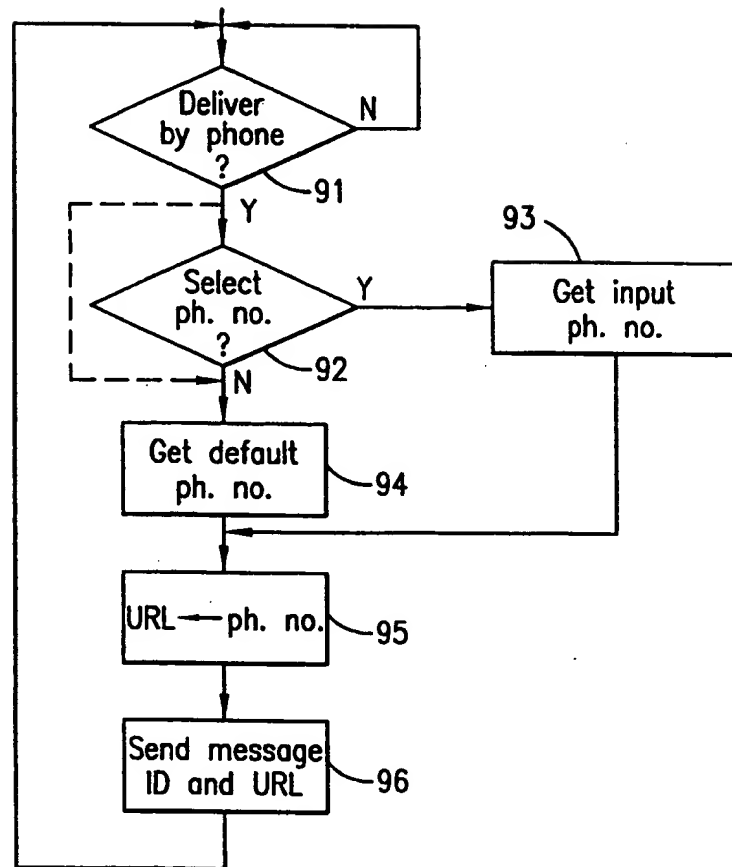 Deliver
by phone
?
N
91
Y
Select
ph. no.
?
Y
92
N
93
Get input
ph. no.
Get default
ph. no.
94
URL ← ph. no.
95
Send message
ID and URL
96